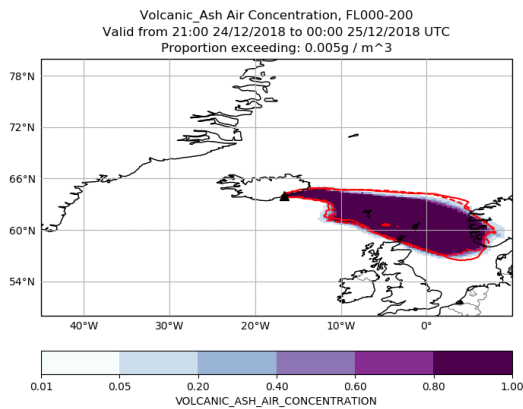 Volcanic_Ash Air Concentration, FL000-200
Valid from 21:00 24/12/2018 to 00:00 25/12/2018 UTC
Proportion exceeding: 0.005g / m^3
78°N
72°N
66°N
60°N
54°N
40°W 30°W 20°W 10°W 0°
0.01 0.05 0.20 0.40 0.60 0.80 1.00
VOLCANIC_ASH_AIR_CONCENTRATION